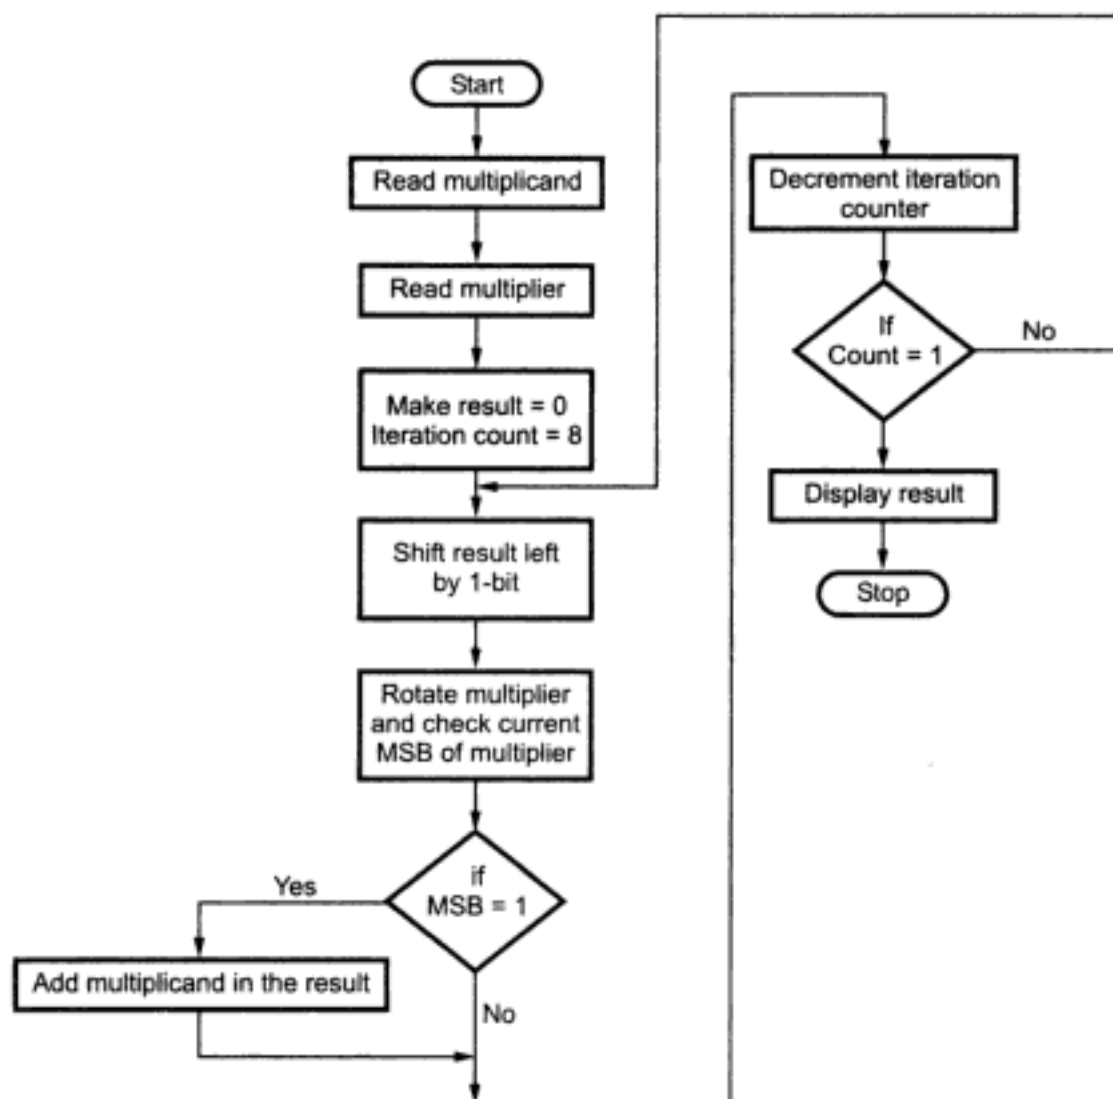 Start
Read multiplicand
Read multiplier
Make result = 0
Iteration count = 8
Shift result left
by 1-bit
Rotate multiplier
and check current
MSB of multiplier
if
MSB = 1
Yes
Add multiplicand in the result
No
Decrement iteration
counter
If
Count = 1
No
Display result
Stop